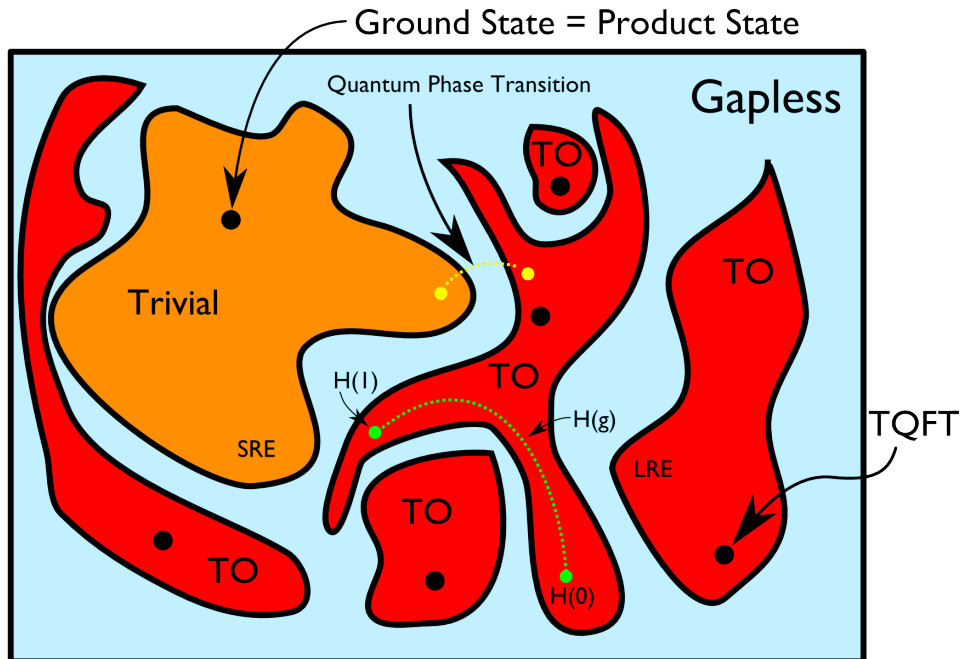 Ground State = Product State
Quantum Phase Transition
Gapless
TO
TO
Trivial
TO
H(1)
H(g)
TQFT
SRE
LRE
TO
TO
H(0)